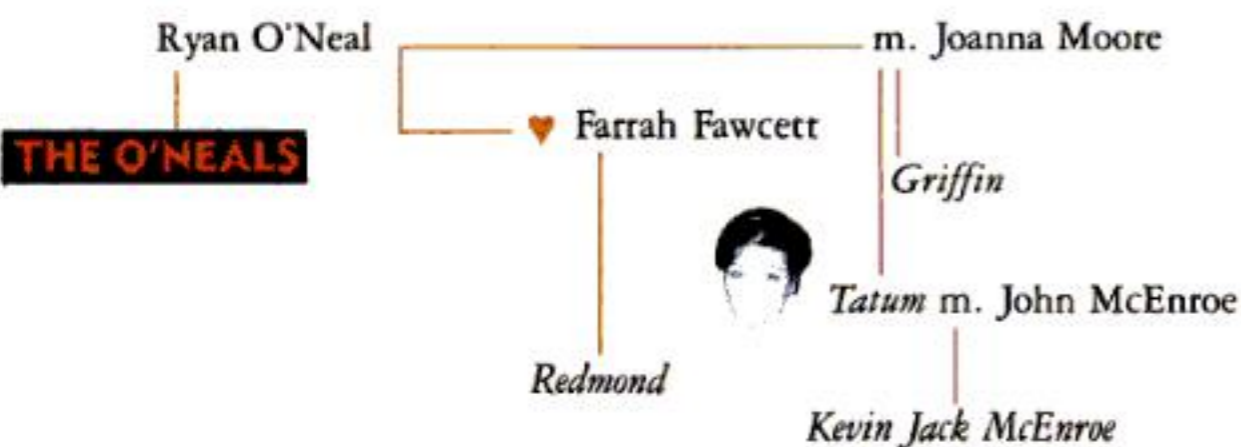 Ryan O'Neal
m. Joanna Moore
Farrah Fawcett
THE O'NEALS
Griffin
Tatum m. John McEnroe
Redmond
Kevin Jack McEnroe